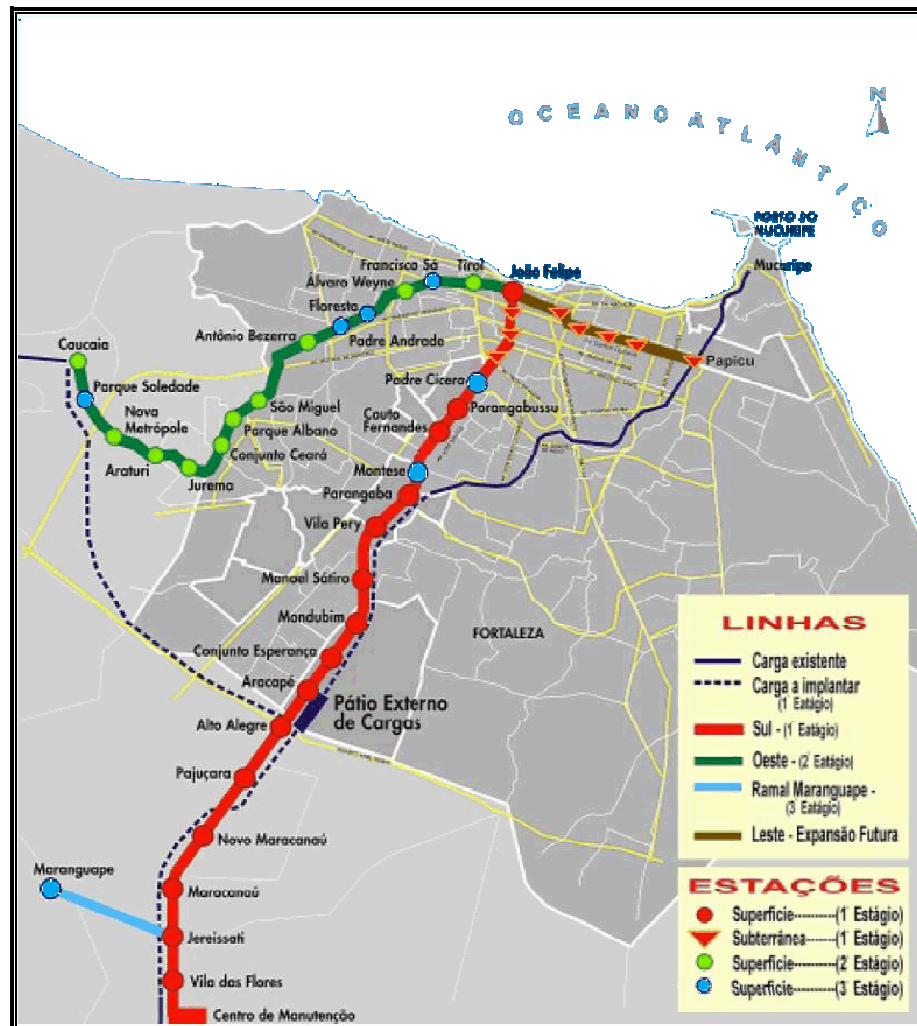 N
OCEANO ATLÂNTIÇO
PORTO DO
MUCURIPE
Mucuripe
João Felipe
Francisco Sá
Tirol
Álvaro Weyne
Floresta
Antônio Bezerra
Padre Andrade
Caucaia
Parque Soledade
Nova
Metrópole
São Miguel
Parque Albano
Conjunto Ceará
Araturi
Jurema
Papicu
Padre Cícero
Porangabussu
Couto
Fernandes
Montese
Parangaba
Vila Pery
Manoel Sátiro
Mondubim
FORTALEZA
Conjunto Esperança
Aracapé
Pátio Externo
de Cargas
Alto Alegre
Pajuçara
Novo Maracanaú
Maranguape
Maracanaú
Jereissati
Vila das Flores
Centro de Manutenção
LINHAS
Carga existente
Carga a implantar
(1 Estágio)
Sul - (1 Estágio)
Oeste - (2 Estágio)
Ramal Maranguape -
(3 Estágio)
Leste - Expansão Futura
ESTAÇÕES
Superfície----------(1 Estágio)
Subterrânea-------(1 Estágio)
Superfície----------(2 Estágio)
Superfície----------(3 Estágio)